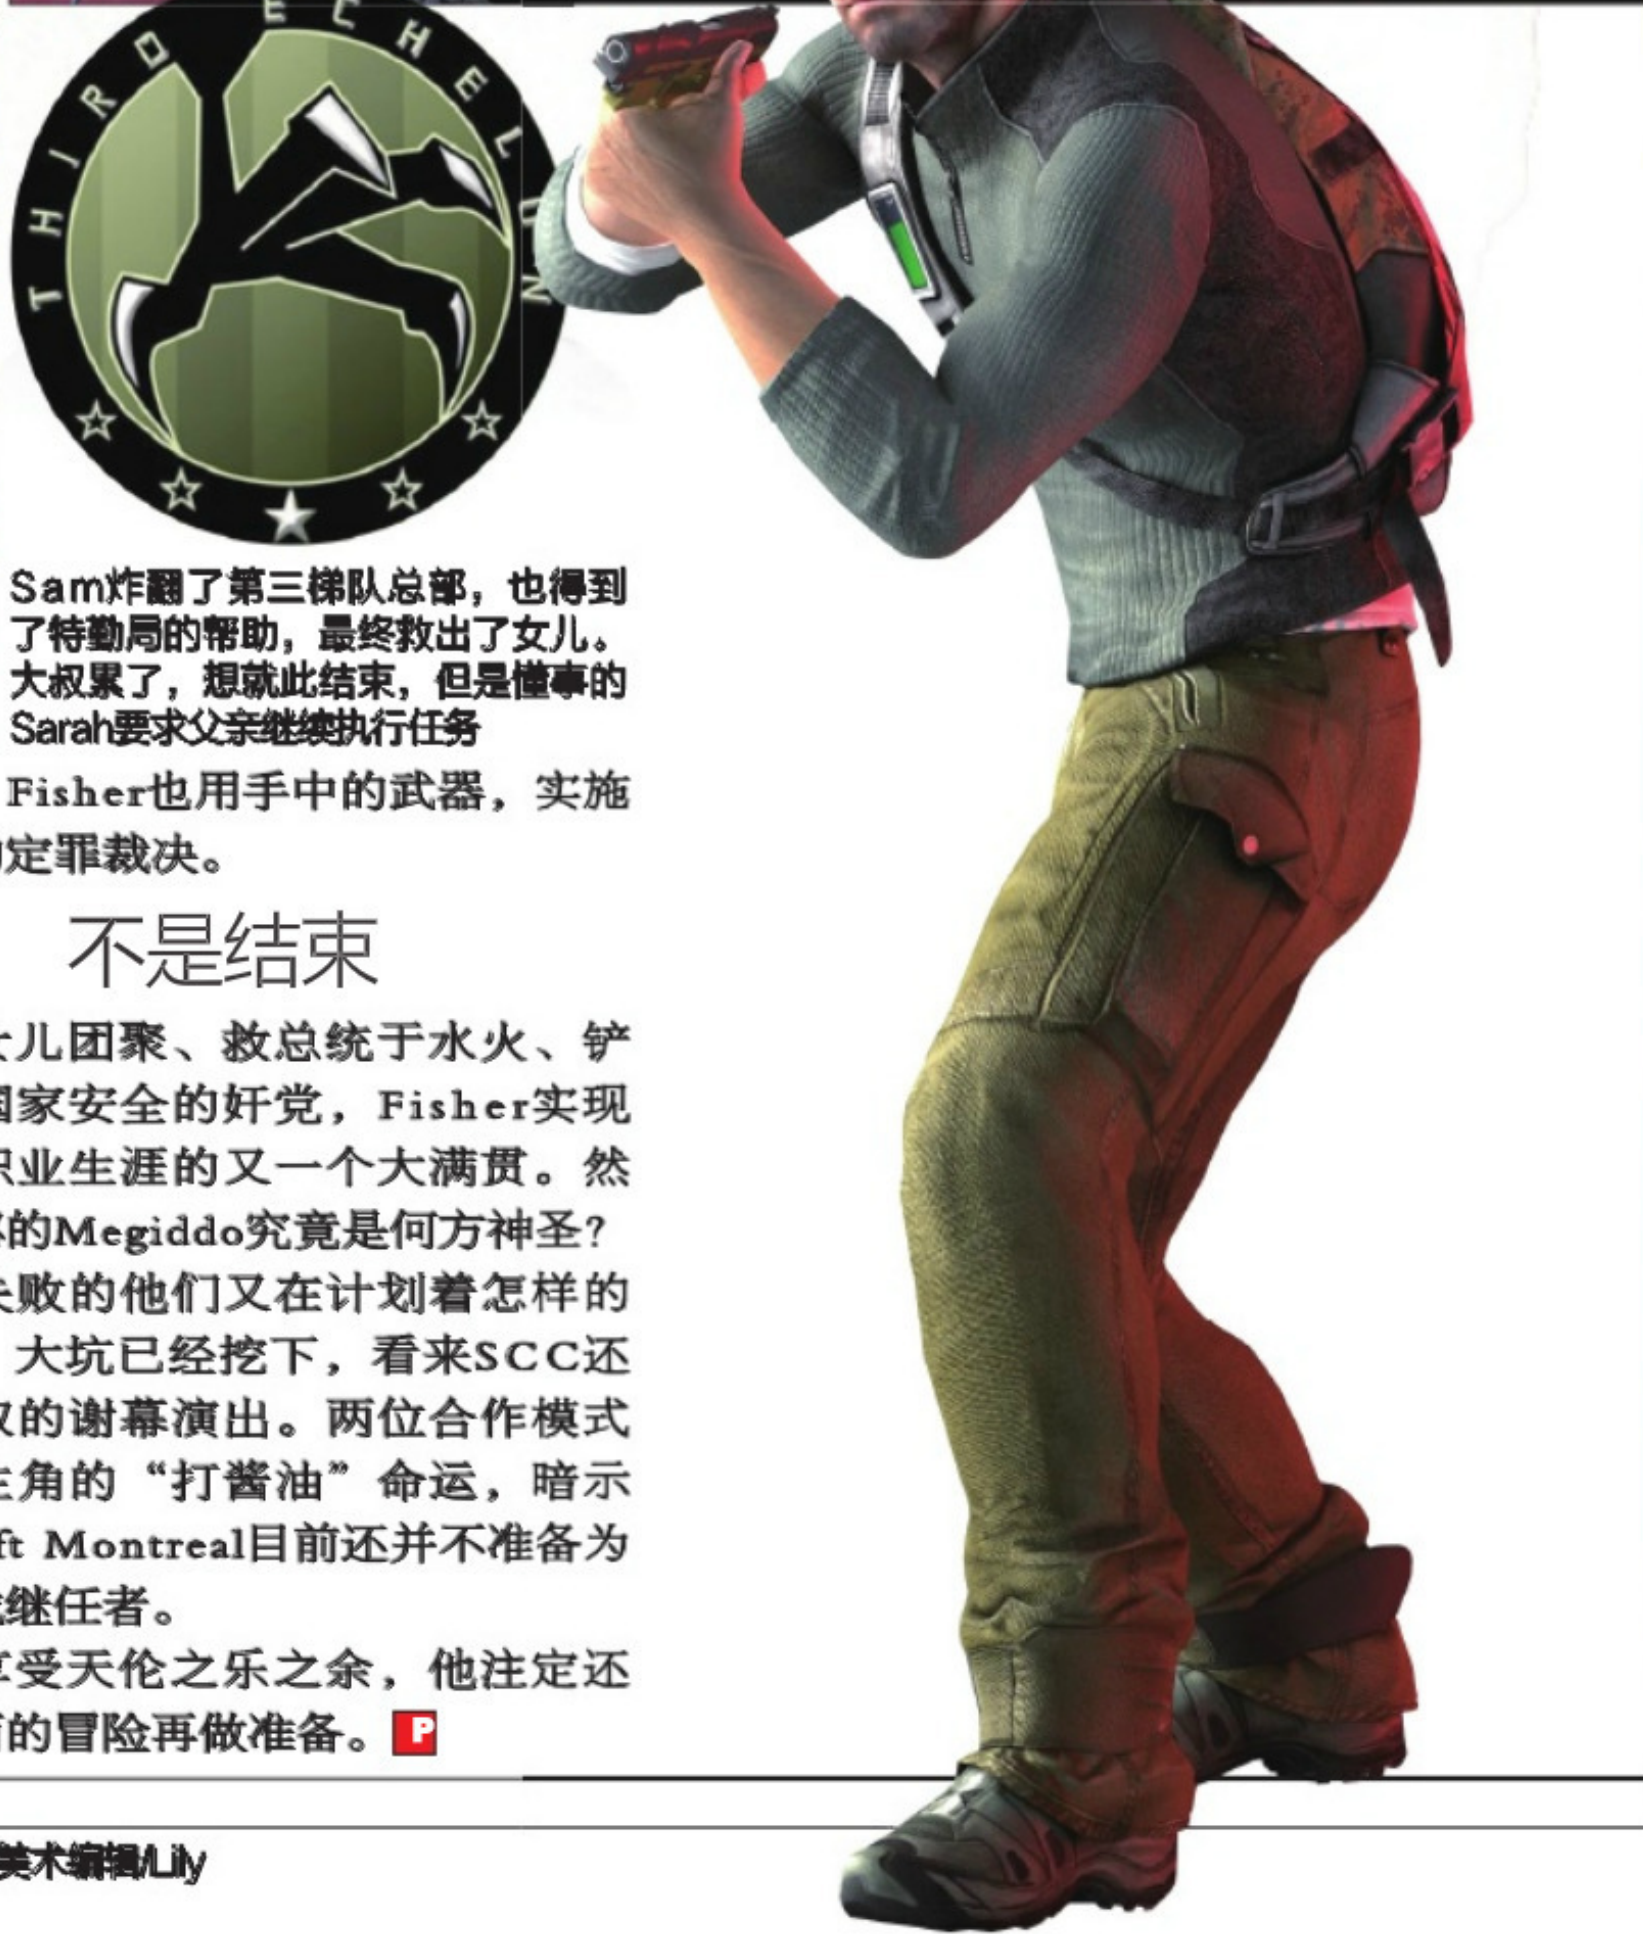 THIRD ECHELON
Sam炸翻了第三梯队总部，也得到
了特勤局的帮助，最终救出了女儿。
大叔累了，想就此结束，但是懂事的
Sarah要求父亲继续执行任务
Fisher也用手中的武器，实施
定罪裁决。
不是结束
儿团聚、救总统于水火、铲
国家安全的奸党，Fisher实现
职业生涯的又一个大满贯。然
的Megiddo究竟是何方神圣？
失败的他们又在计划着怎样的
大坑已经挖下，看来SCC还
的谢幕演出。两位合作模式
主角的“打酱油”命运，暗示
ft Montreal目前还并不准备为
继任者。
享受天伦之乐之余，他注定还
的冒险再做准备。P
美术编辑/Lily